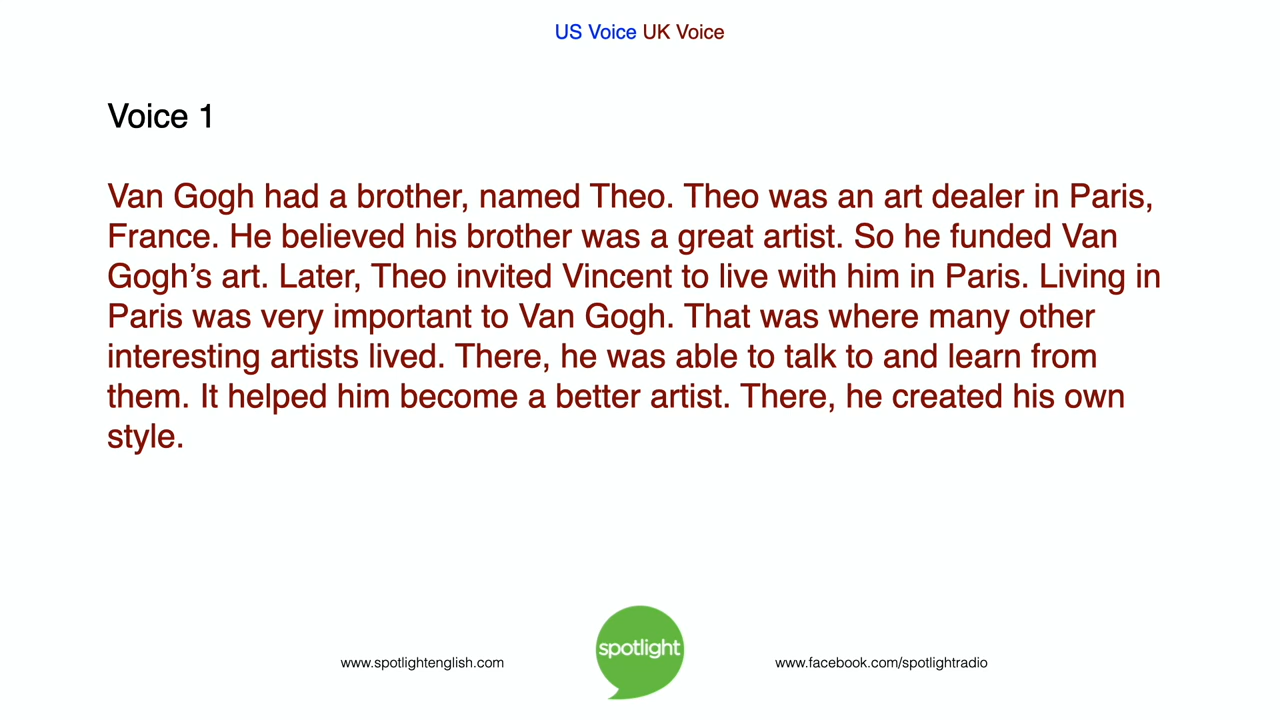 US Voice UK Voice
Voice 1
Van Gogh had a brother, named Theo. Theo was an art dealer in Paris,
France. He believed his brother was a great artist. So he funded Van
Gogh’s art. Later, Theo invited Vincent to live with him in Paris. Living in
Paris was very important to Van Gogh. That was where many other
interesting artists lived. There, he was able to talk to and learn from
them. It helped him become a better artist. There, he created his own
style.
www.spotlightenglish.com
spotlight
www.facebook.com/spotlightradio